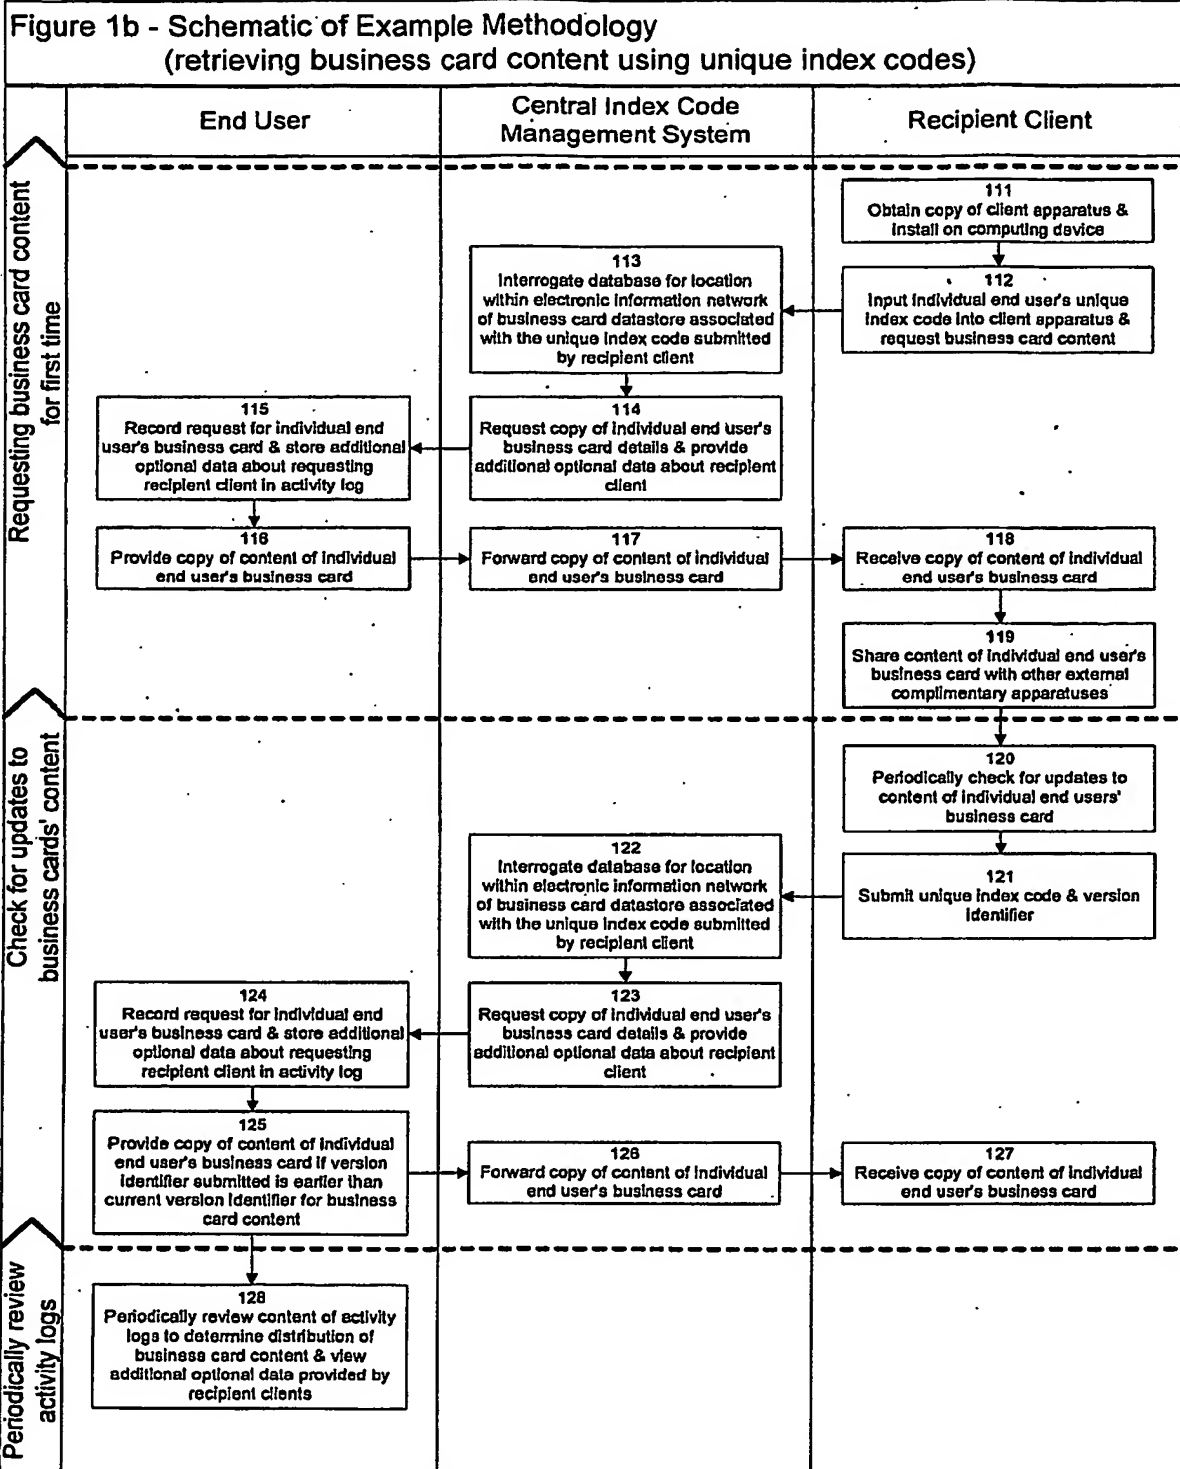 Figure 1b - Schematic of Example Methodology
(retrieving business card content using unique index codes)
End User
Central Index Code
Management System
Recipient Client
Requesting business card content
for first time
111
Obtain copy of client apparatus &
install on computing device
112
Input individual end user's unique
index code into client apparatus &
request business card content
113
Interrogate database for location
within electronic information network
of business card datastore associated
with the unique index code submitted
by recipient client
114
Request copy of individual end user's
business card details & provide
additional optional data about recipient
client
115
Record request for individual end
user's business card & store additional
optional data about requesting
recipient client in activity log
116
Provide copy of content of individual
end user's business card
117
Forward copy of content of individual
end user's business card
118
Receive copy of content of individual
end user's business card
119
Share content of individual end user's
business card with other external
complimentary apparatuses
Check for updates to
business cards' content
120
Periodically check for updates to
content of individual end users'
business card
121
Submit unique index code & version
identifier
122
Interrogate database for location
within electronic information network
of business card datastore associated
with the unique index code submitted
by recipient client
123
Request copy of individual end user's
business card details & provide
additional optional data about recipient
client
124
Record request for individual end
user's business card & store additional
optional data about requesting
recipient client in activity log
125
Provide copy of content of individual
end user's business card if version
identifier submitted is earlier than
current version identifier for business
card content
126
Forward copy of content of individual
end user's business card
127
Receive copy of content of individual
end user's business card
Periodically review
activity logs
128
Periodically review content of activity
logs to determine distribution of
business card content & view
additional optional data provided by
recipient clients